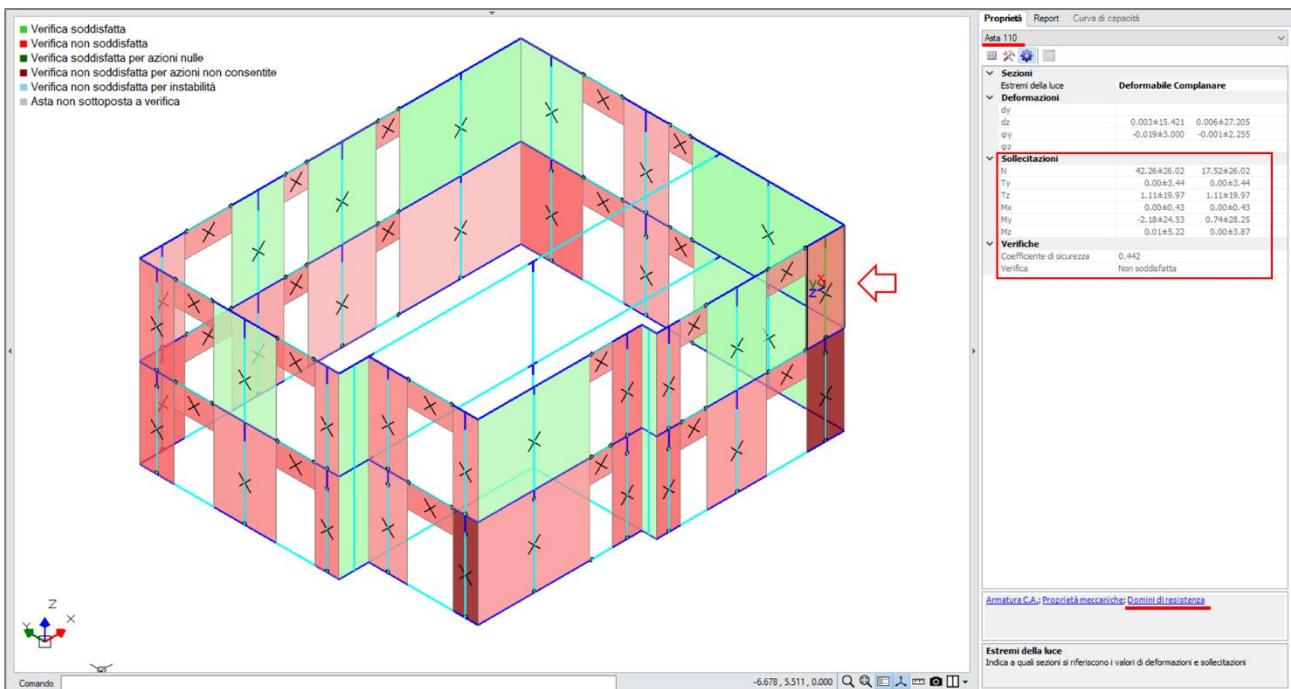 Verifica soddisfatta
Verifica non soddisfatta
Verifica soddisfatta per azioni nulle
Verifica non soddisfatta per azioni non consentite
Verifica non soddisfatta per instabilità
Asta non sottoposta a verifica
x
y
z
Z
X
Y
Comando
-6.678 , 5.511 , 0.000
Proprietà Report Curva di capacità
Asta 110
Sezioni
Estremi della luce Deformabile Complanare
Deformazioni
dy
dz 0.003±15.421 0.006±27.205
φy -0.019±3.000 -0.001±2.255
φz
Sollecitazioni
N 42.26±26.02 17.52±26.02
Ty 0.00±3.44 0.00±3.44
Tz 1.11±19.97 1.11±19.97
Mx 0.00±0.43 0.00±0.43
My -2.18±24.53 0.74±28.25
Mz 0.01±5.22 0.00±3.87
Verifiche
Coefficiente di sicurezza 0.442
Verifica Non soddisfatta
Armatura C.A.; Proprietà meccaniche; Domini di resistenza
Estremi della luce
Indica a quali sezioni si riferiscono i valori di deformazioni e sollecitazioni